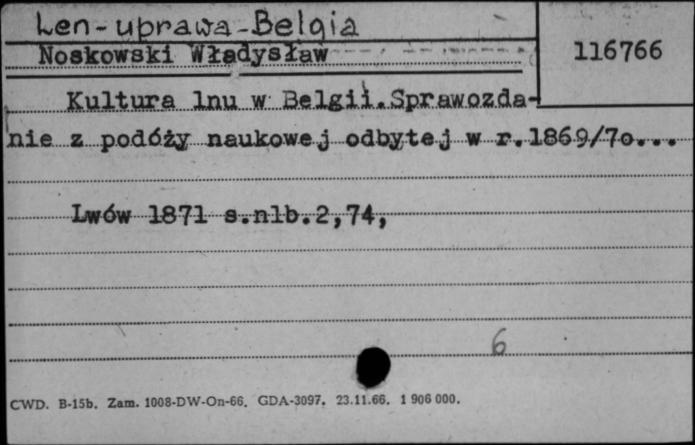 Len-uprawa-Belgia
Noskowski Władysław
116766
Kultura lnu w Belgii.Sprawozda-
nie z podóży naukowej odbytej w r.1869/70...
Lwów 1871 s.nlb.2,74,
6
CWD. B-15b. Zam. 1008-DW-On-66. GDA-3097. 23.11.66. 1 906 000.